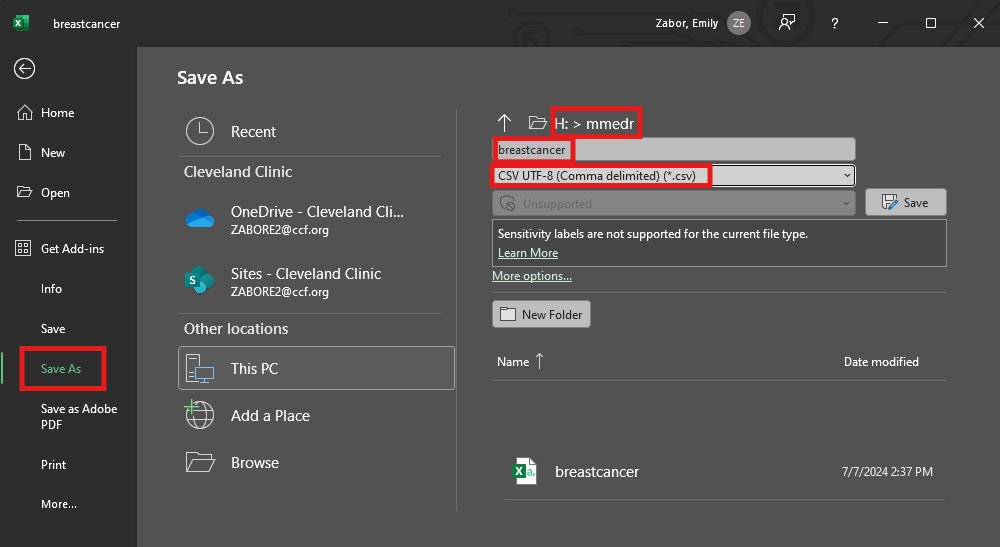 breastcancer
Zabor, Emily
ZE
?
Home
New
Open
Get Add-ins
Info
Save
Save As
Save as Adobe
PDF
Print
More...
Save As
Recent
Cleveland Clinic
OneDrive - Cleveland Cli...
ZABORE2@ccf.org
Sites - Cleveland Clinic
ZABORE2@ccf.org
Other locations
This PC
Add a Place
Browse
H: > mmedr
breastcancer
CSV UTF-8 (Comma delimited) (*.csv)
Unsupported
Save
Sensitivity labels are not supported for the current file type.
Learn More
More options...
New Folder
Name
Date modified
breastcancer
7/7/2024 2:37 PM